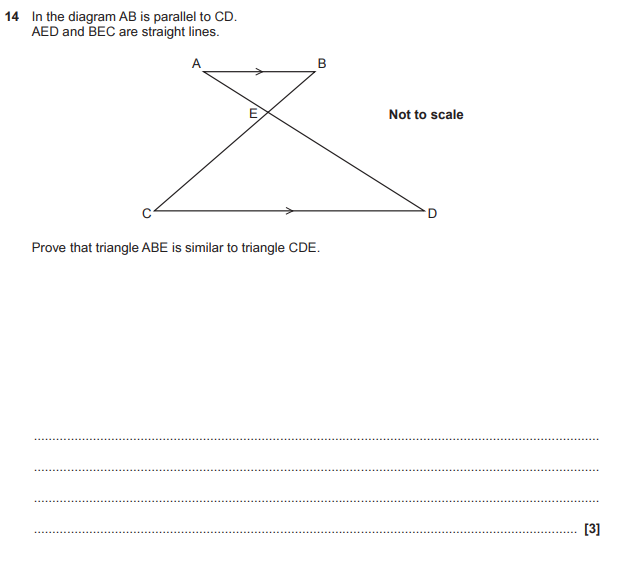 14 In the diagram AB is parallel to CD.
AED and BEC are straight lines.
A B
E
Not to scale
C D
Prove that triangle ABE is similar to triangle CDE.
................................................................
................................................................
................................................................
................................................................ [3]